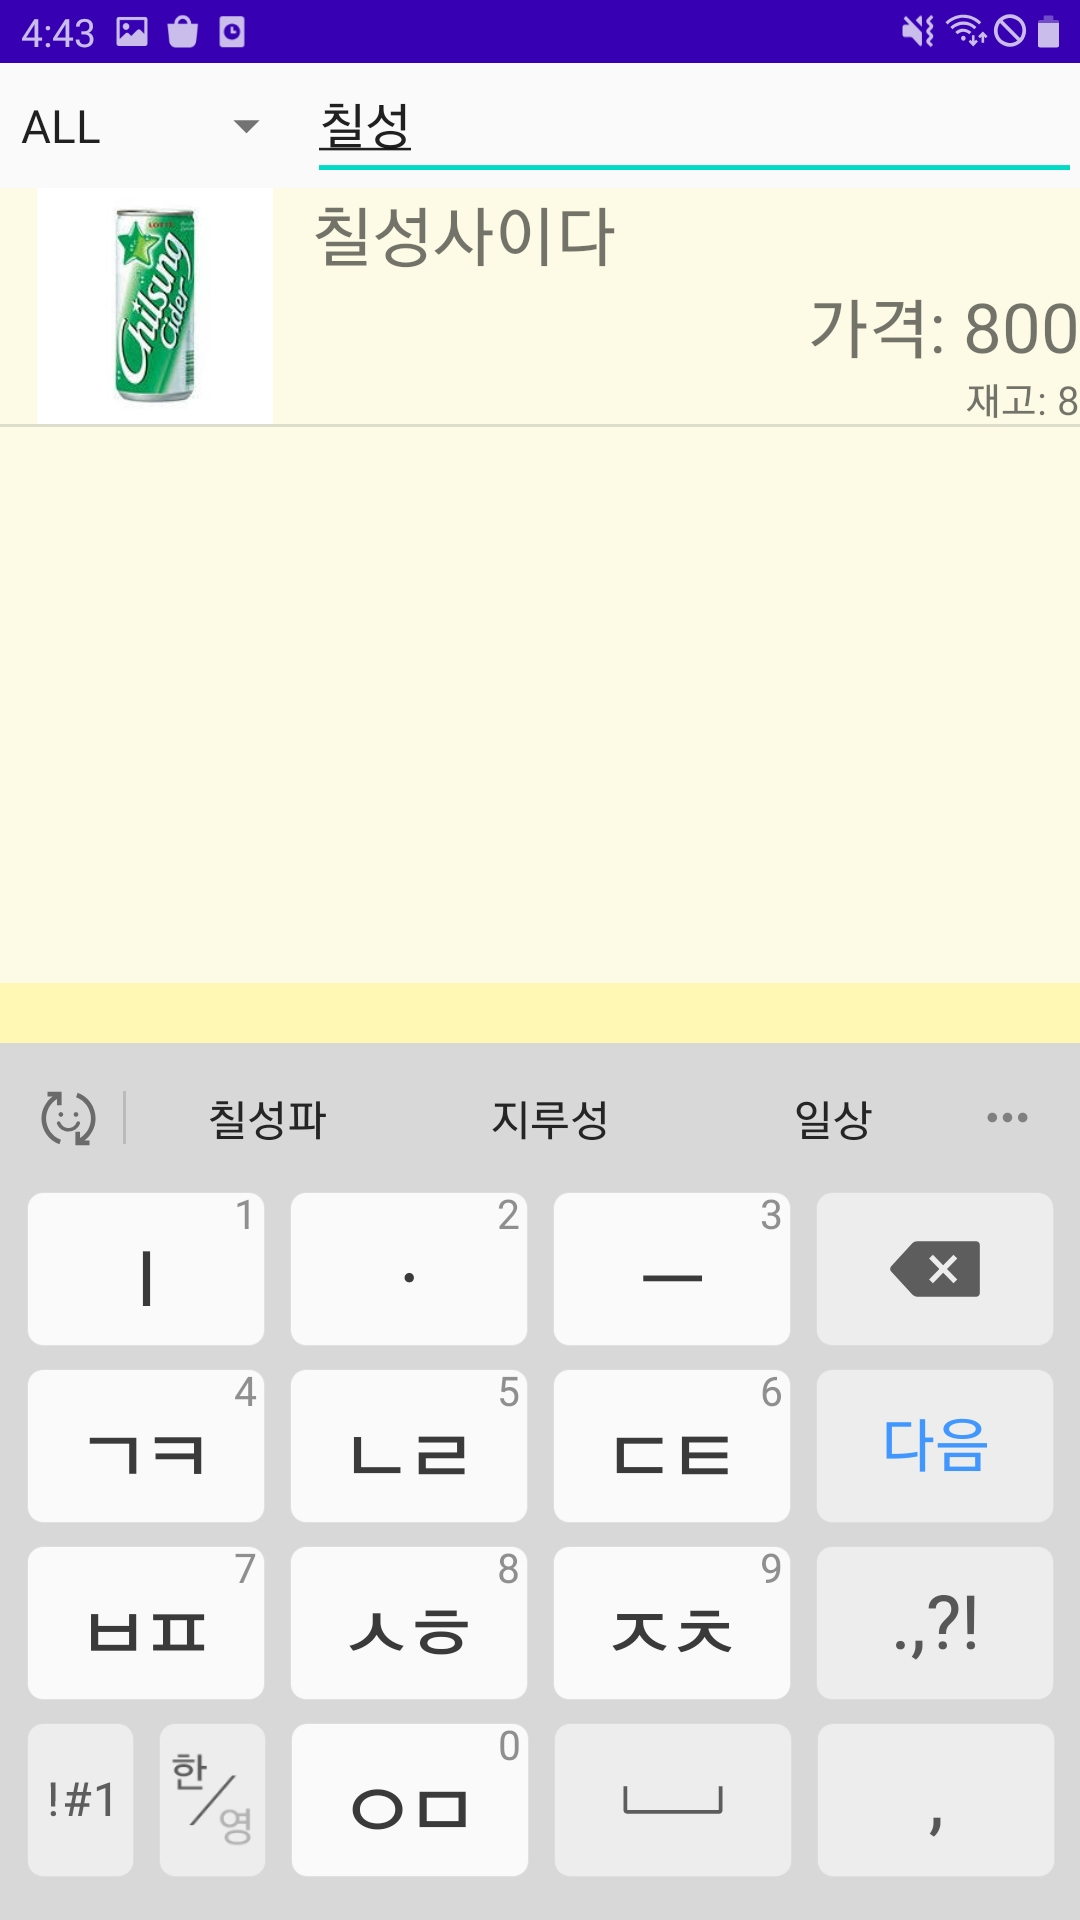 4:43
ALL
칠성
LOTTE
Chilsung
Cider
칠성사이다
가격: 800
재고: 8
칠성파 지루성 일상 •••
1 2 3
ㅣ · ㅡ
4 5 6
ㄱㅋ ㄴㄹ ㄷㅌ 다음
7 8 9
ㅂㅍ ㅅㅎ ㅈㅊ .,?!
0
!#1 한/영 ㅇㅁ ,